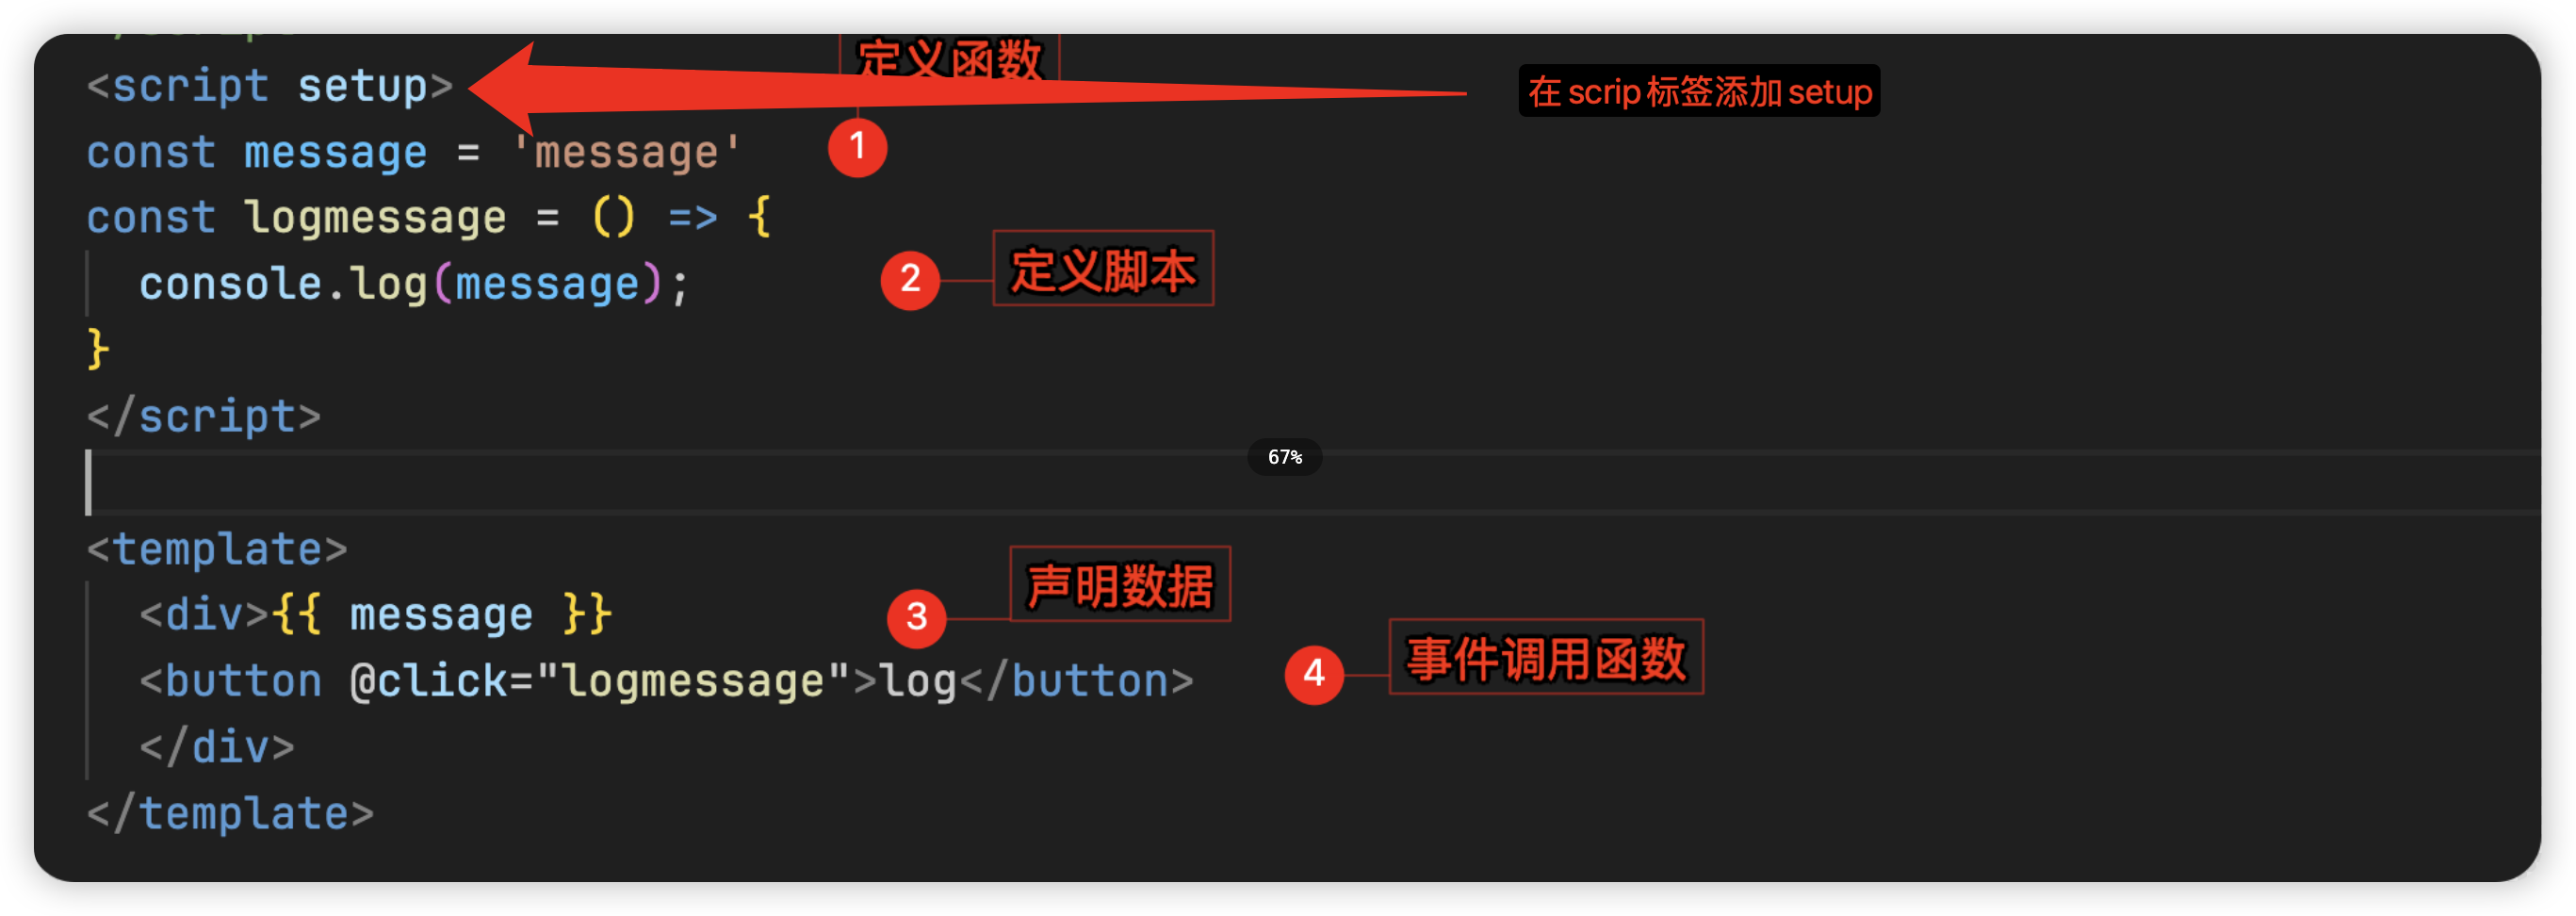 定义函数
<script setup>
在 scrip 标签添加 setup
const message = 'message'
1
const logmessage = () => {
console.log(message);
2
定义脚本
}
</script>
67%
<template>
<div>{{ message }}
3
声明数据
<button @click="logmessage">log</button>
4
事件调用函数
</div>
</template>